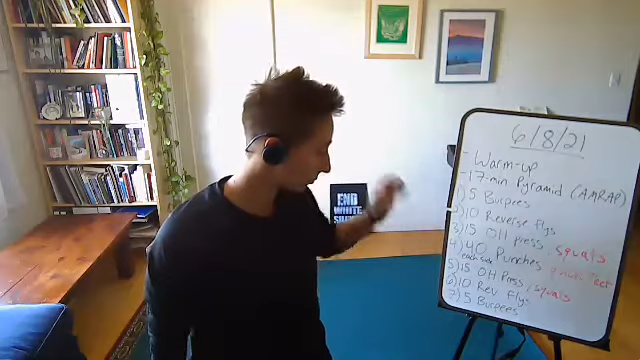 6/8/21
- Warm-up
- 17-min Pyramid (AMRAP)
1) 5 Burpees
2) 10 Reverse flys
3) 15 OH press, squats
4) 40 Punches
each side
5) 15 OH Press, squats
6) 10 Rev flys
7) 5 Burpees
END
WHITE